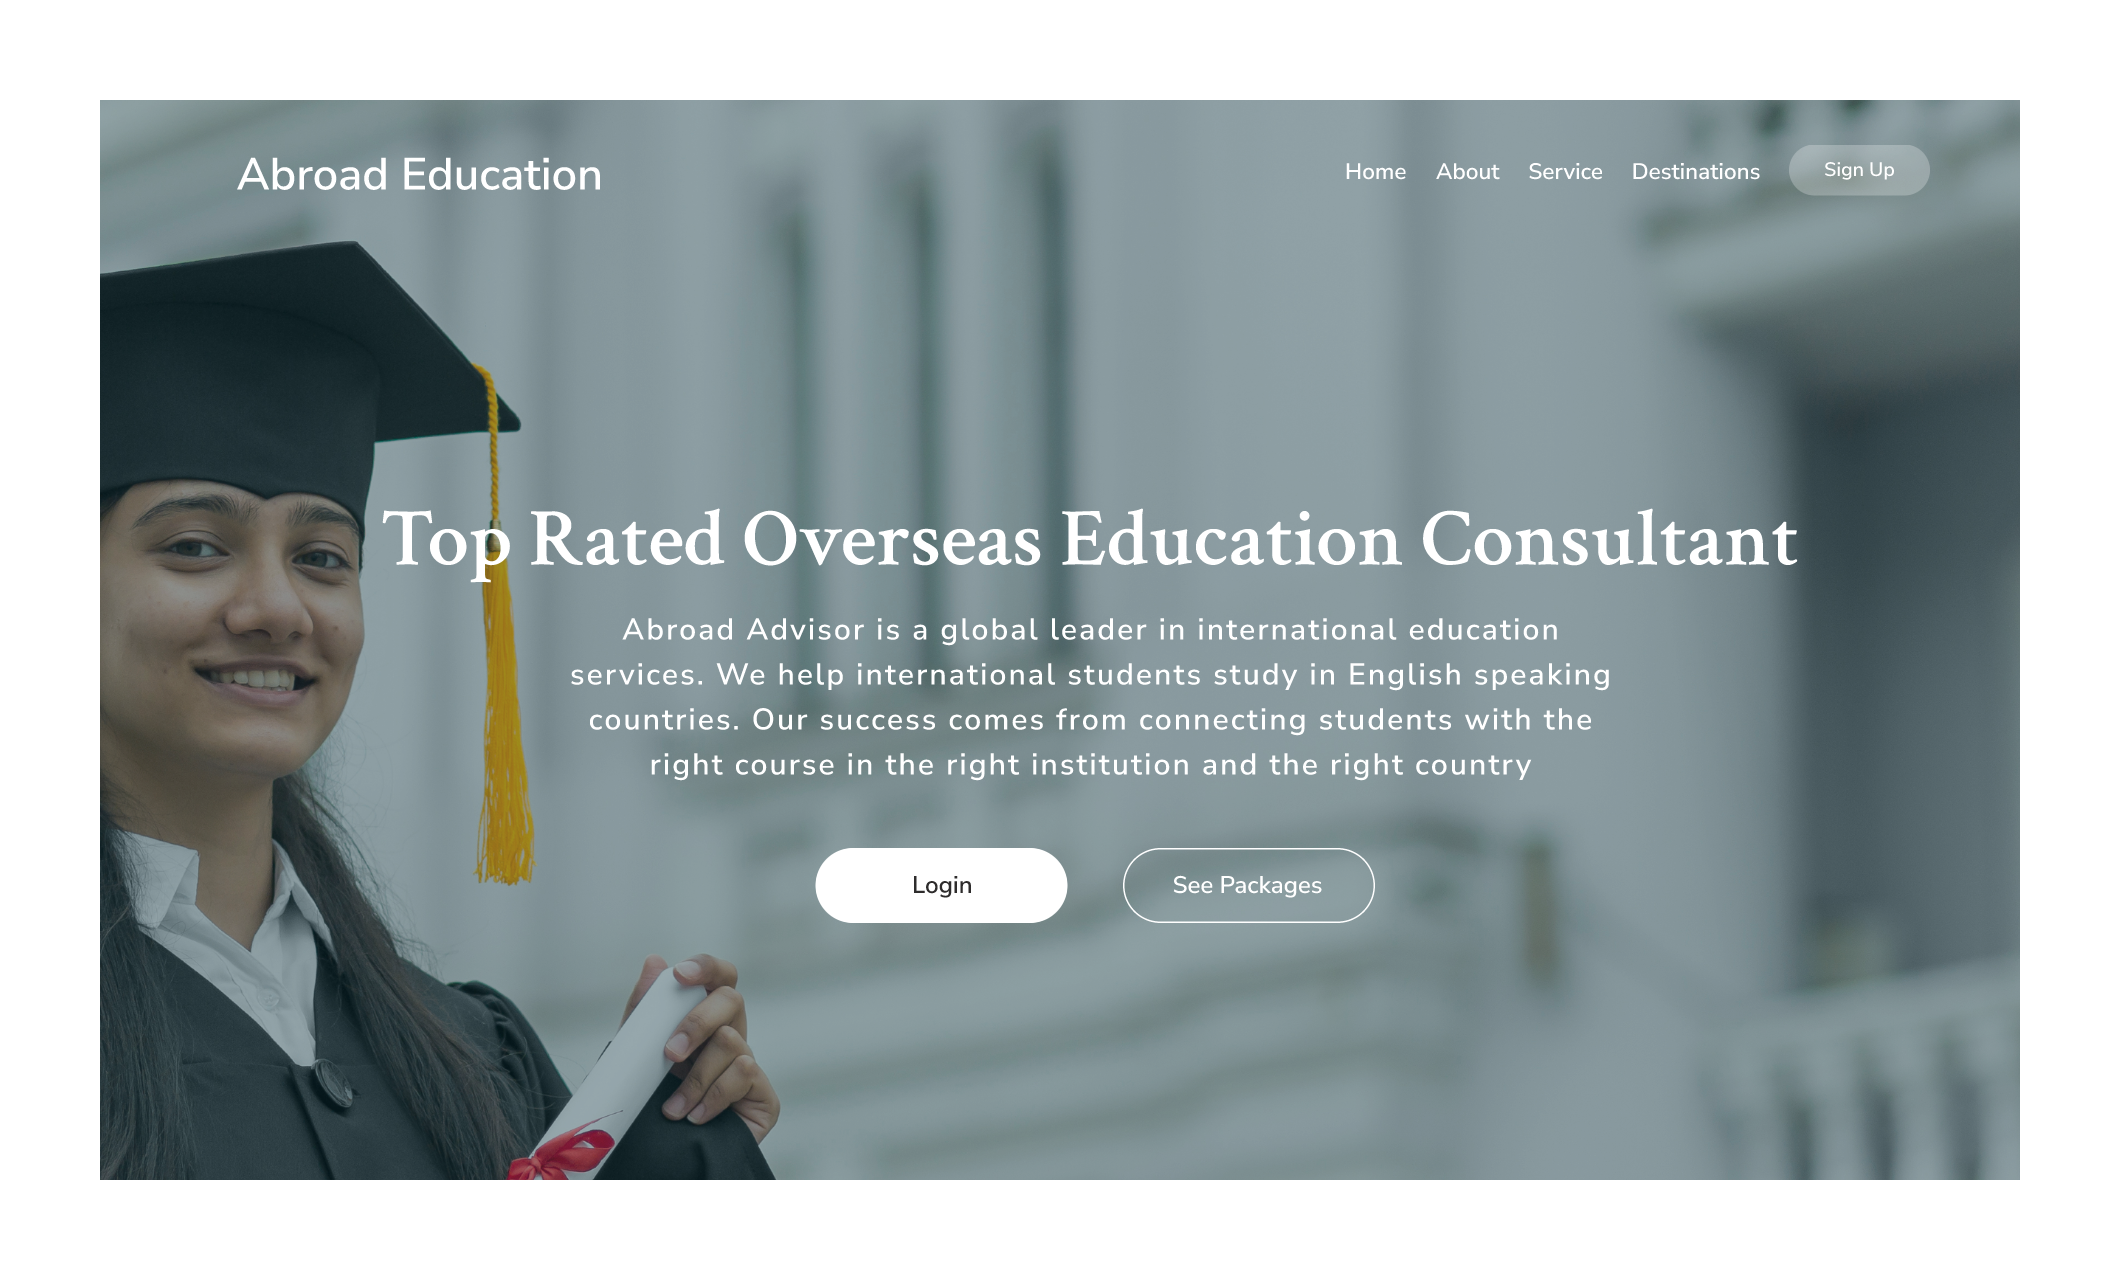 Abroad Education
Home About Service Destinations Sign Up
Top Rated Overseas Education Consultant
Abroad Advisor is a global leader in international education
services. We help international students study in English speaking
countries. Our success comes from connecting students with the
right course in the right institution and the right country
Login See Packages